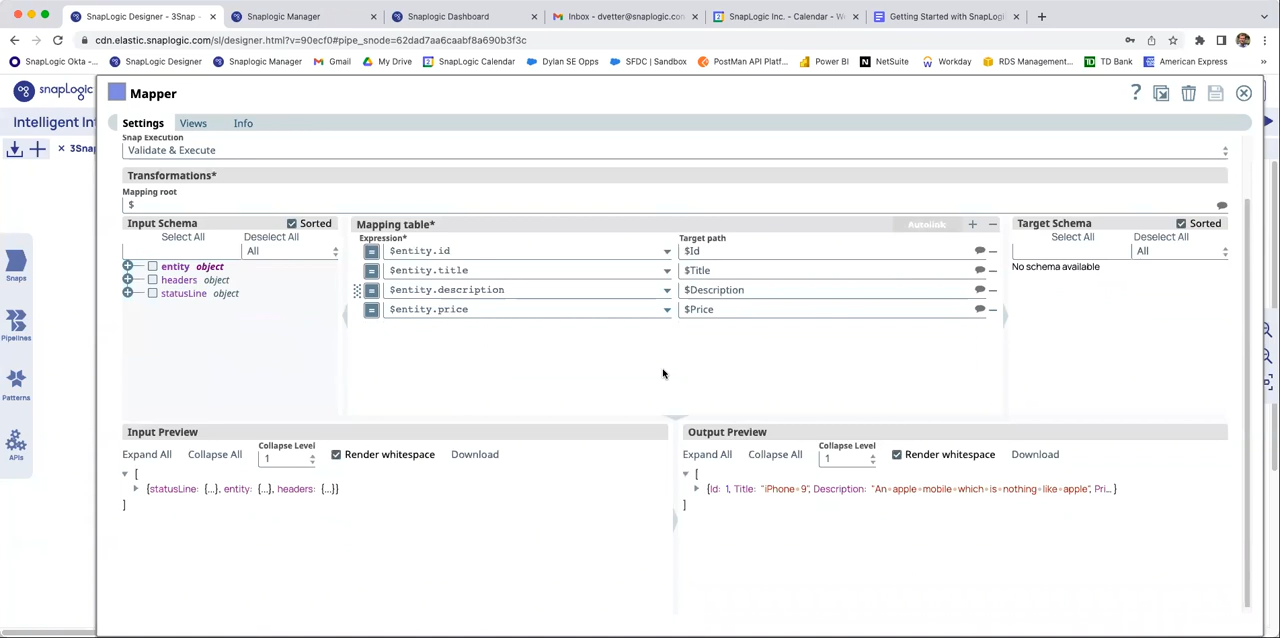 SnapLogic Designer - 3Snap - × Snaplogic Manager × Snaplogic Dashboard × Inbox - dvetter@snaplogic.con × SnapLogic Inc. - Calendar - W × Getting Started with SnapLogi × +
cdn.elastic.snaplogic.com/sl/designer.html?v=90ecf0#pipe_snode=62dad7aa6caabf8a690b3f3c
SnapLogic Okta -... SnapLogic Designer Snaplogic Manager Gmail My Drive SnapLogic Calendar Dylan SE Opps SFDC | Sandbox PostMan API Platf... Power BI NetSuite Workday RDS Management... TD Bank American Express »
snapLogic
Mapper
Intelligent Int
Settings Views Info
× 3Snap
Snap Execution
Validate & Execute
Transformations*
Mapping root
$
Input Schema Sorted Mapping table* Autolink + − Target Schema Sorted
Select All Deselect All Expression* Target path Select All Deselect All
All $entity.id $Id All
entity object $entity.title $Title No schema available
headers object
statusLine object $entity.description $Description
$entity.price $Price
Snaps
Pipelines
Patterns
APIs
Input Preview Output Preview
Expand All Collapse All Collapse Level 1 Render whitespace Download Expand All Collapse All Collapse Level 1 Render whitespace Download
[ [
{statusLine: {...}, entity: {...}, headers: {...}} {Id: 1, Title: "iPhone•9", Description: "An•apple•mobile•which•is•nothing•like•apple", Pri... }
] ]